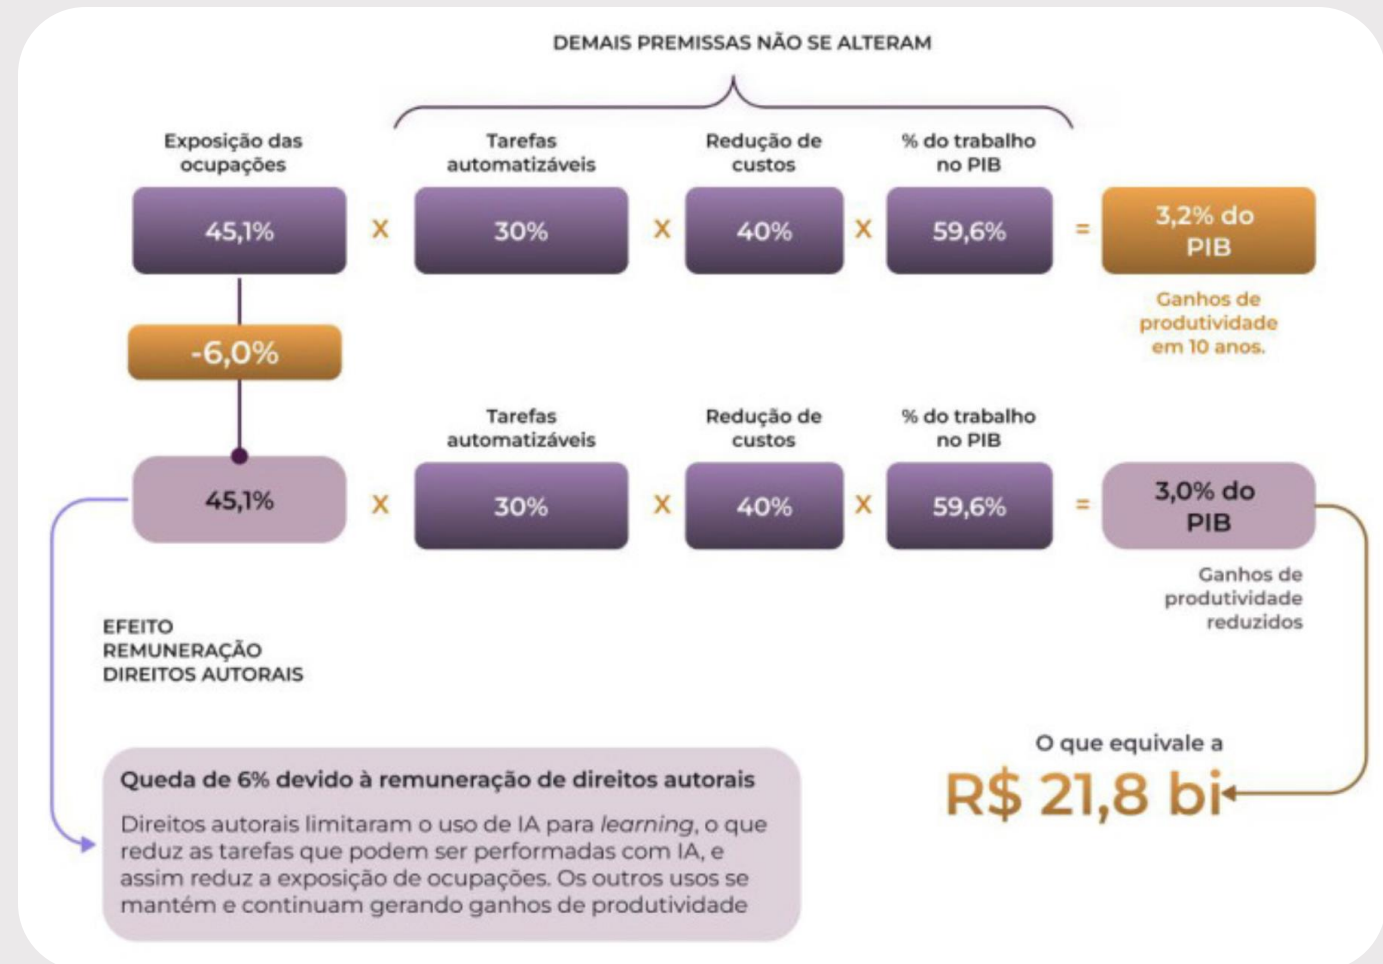 DEMAIS PREMISSAS NÃO SE ALTERAM
Exposição das
ocupações
Tarefas
automatizáveis
Redução de
custos
% do trabalho
no PIB
45,1%
X
30%
X
40%
X
59,6%
=
3,2% do
PIB
Ganhos de
produtividade
em 10 anos.
-6,0%
Tarefas
automatizáveis
Redução de
custos
% do trabalho
no PIB
45,1%
X
30%
X
40%
X
59,6%
=
3,0% do
PIB
Ganhos de
produtividade
reduzidos
EFEITO
REMUNERAÇÃO
DIREITOS AUTORAIS
O que equivale a
R$ 21,8 bi
Queda de 6% devido à remuneração de direitos autorais
Direitos autorais limitaram o uso de IA para learning, o que
reduz as tarefas que podem ser performadas com IA, e
assim reduz a exposição de ocupações. Os outros usos se
mantém e continuam gerando ganhos de produtividade